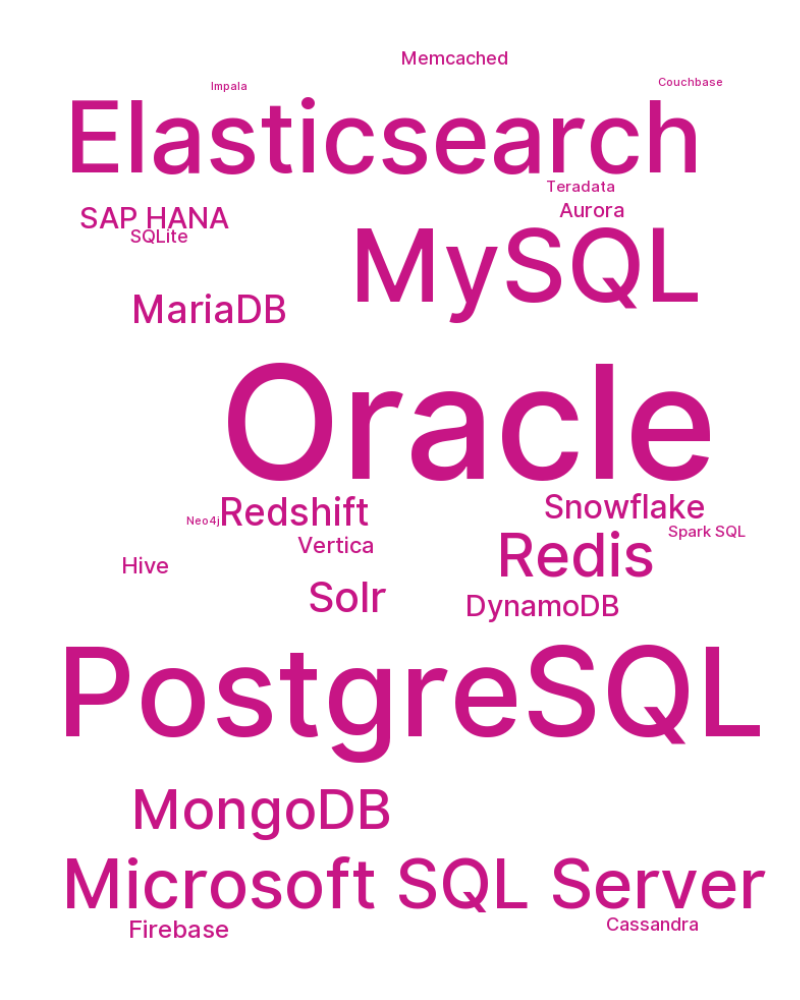 Memcached
Impala
Couchbase
Elasticsearch
Teradata
SAP HANA
Aurora
SQLite
MySQL
MariaDB
Oracle
Redshift
Snowflake
Neo4j
Spark SQL
Vertica
Redis
Hive
Solr
DynamoDB
PostgreSQL
MongoDB
Microsoft SQL Server
Firebase
Cassandra